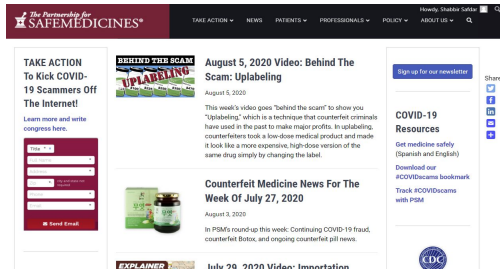 Howdy, Shabbir Safdar
The Partnership for
SAFEMEDICINES®
TAKE ACTION
NEWS
PATIENTS
PROFESSIONALS
POLICY
ABOUT US
TAKE ACTION
To Kick COVID-
19 Scammers Off
The Internet!
Learn more and write
congress here.
Title
Send Email
BEHIND THE SCAM
UPLABELING
August 5, 2020 Video: Behind The
Scam: Uplabeling
August 5, 2020
This week's video goes "behind the scam" to show you
"Uplabeling," which is a technique that counterfeit criminals
have used in the past to make major profits. In uplabeling,
counterfeiters took a low-dose medical product and made
it look like a more expensive, high-dose version of the
same drug simply by changing the label.
Counterfeit Medicine News For The
Week Of July 27, 2020
August 3, 2020
In PSM's round-up this week: Continuing COVID-19 fraud,
counterfeit Botox, and ongoing counterfeit pill news.
EXPLAINER
July 29, 2020 Video: Importation
Sign up for our newsletter
Share
COVID-19
Resources
Get medicine safely
(Spanish and English)
Download our
#COVIDscams bookmark
Track #COVIDscams
with PSM
CDC